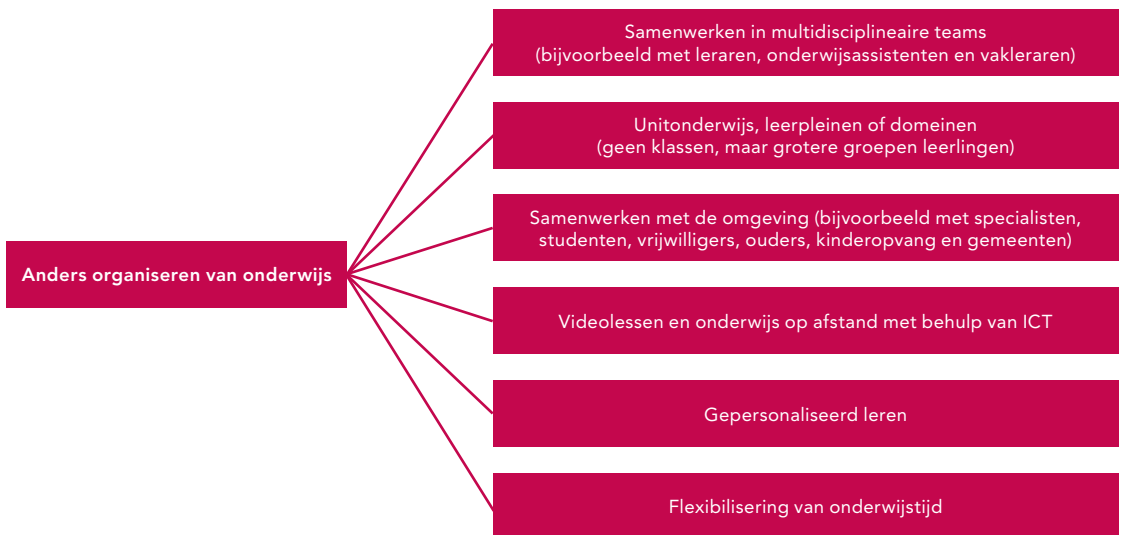 Samenwerken in multidisciplineaire teams
(bijvoorbeeld met leraren, onderwijsassistenten en vakleraren)
Unitonderwijs, leerpleinen of domeinen
(geen klassen, maar grotere groepen leerlingen)
Samenwerken met de omgeving (bijvoorbeeld met specialisten,
studenten, vrijwilligers, ouders, kinderopvang en gemeenten)
Anders organiseren van onderwijs
Videolessen en onderwijs op afstand met behulp van ICT
Gepersonaliseerd leren
Flexibilisering van onderwijstijd